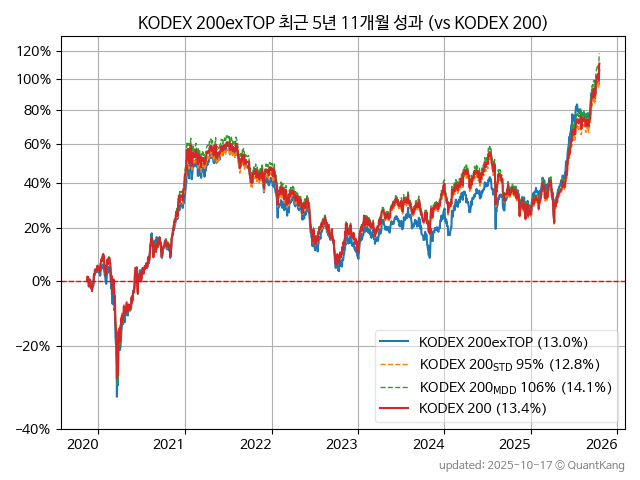 KODEX 200exTOP 최근 5년 11개월 성과 (vs KODEX 200)
120%
100%
80%
60%
40%
20%
0%
−20%
−40%
KODEX 200exTOP (13.0%)
KODEX 200STD 95% (12.8%)
KODEX 200MDD 106% (14.1%)
KODEX 200 (13.4%)
2020 2021 2022 2023 2024 2025 2026
updated: 2025-10-17 © QuantKang